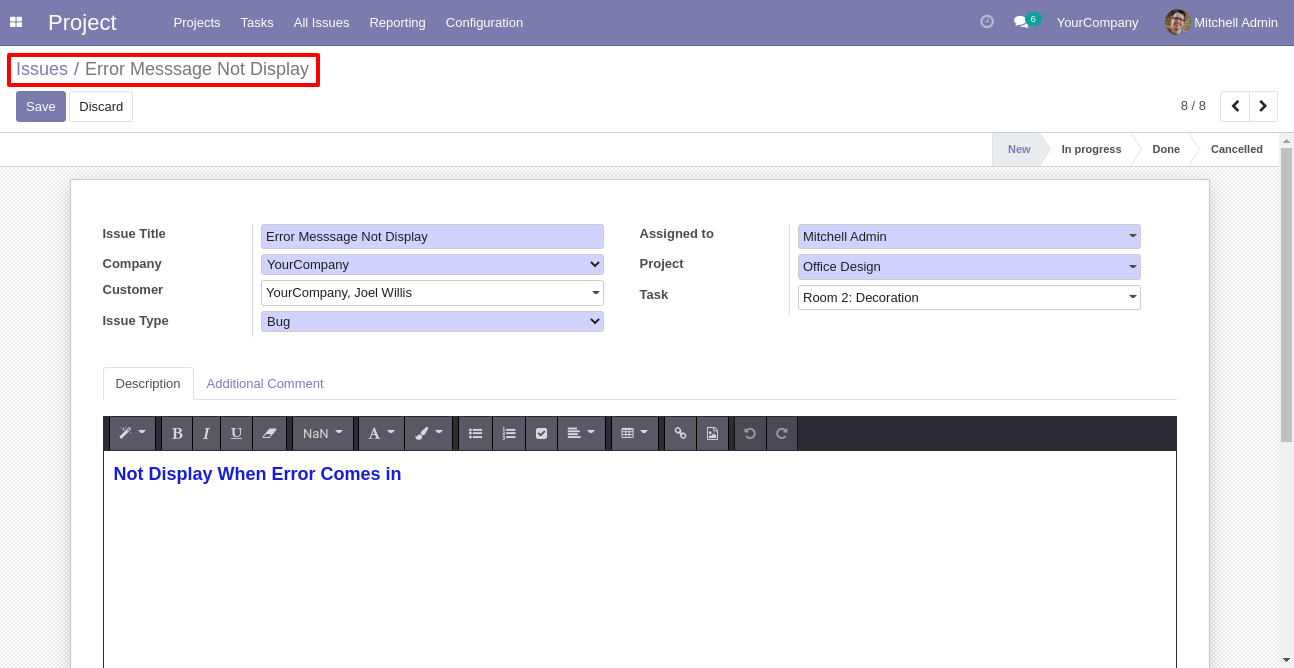 Project Projects Tasks All Issues Reporting Configuration 6 YourCompany Mitchell Admin
Issues / Error Messsage Not Display
Save Discard 8 / 8
New In progress Done Cancelled
Issue Title Error Messsage Not Display Assigned to Mitchell Admin
Company YourCompany Project Office Design
Customer YourCompany, Joel Willis Task Room 2: Decoration
Issue Type Bug
Description Additional Comment
B I U NaN A
Not Display When Error Comes in